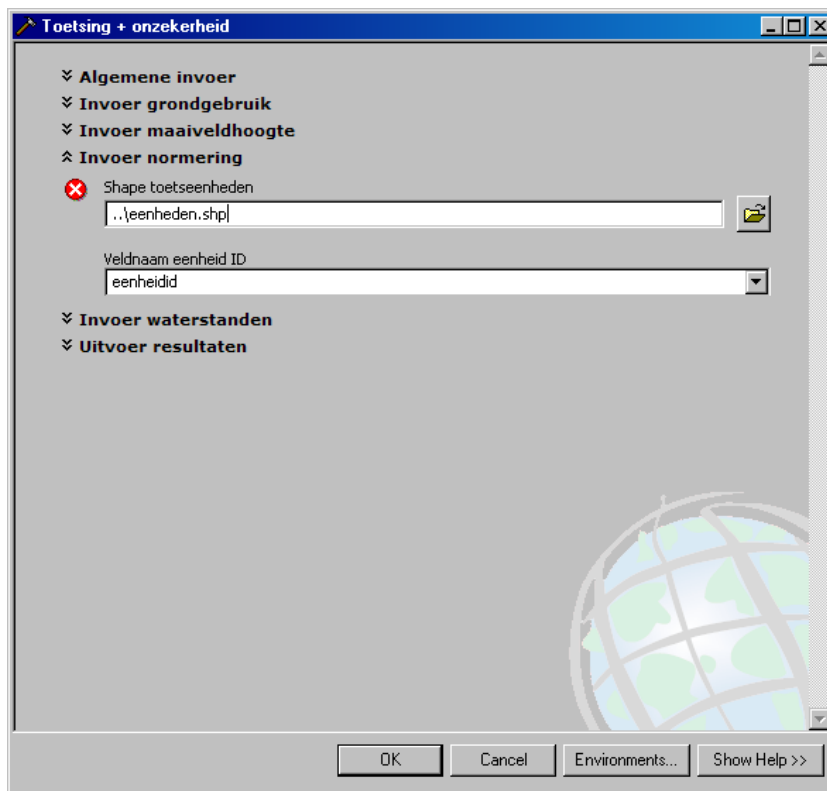 Toetsing + onzekerheid
Algemene invoer
Invoer grondgebruik
Invoer maaiveldhoogte
Invoer normering
Shape toetseenheden
..\eenheden.shp
Veldnaam eenheid ID
eenheidid
Invoer waterstanden
Uitvoer resultaten
OK Cancel Environments... Show Help >>